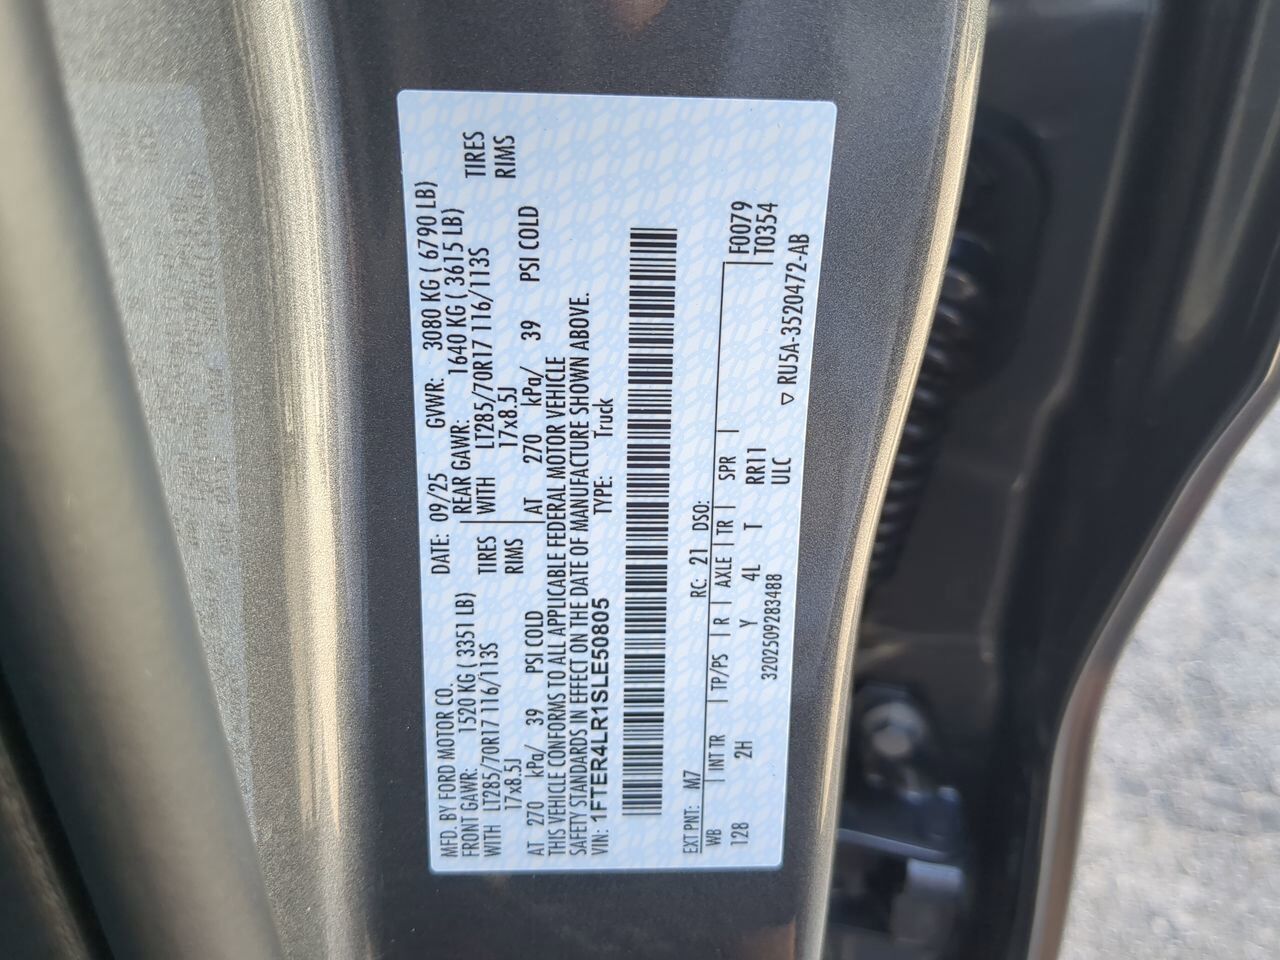 MFD. BY FORD MOTOR CO.
DATE: 09/25 GVWR: 3080 KG ( 6790 LB)
FRONT GAWR: 1520 KG ( 3351 LB)
REAR GAWR: 1640 KG ( 3615 LB)
WITH LT285/70R17 116/113S TIRES
WITH LT285/70R17 116/113S TIRES
17x8.5J RIMS
17x8.5J RIMS
AT 270 kPa/ 39 PSI COLD
AT 270 kPa/ 39 PSI COLD
THIS VEHICLE CONFORMS TO ALL APPLICABLE FEDERAL MOTOR VEHICLE
SAFETY STANDARDS IN EFFECT ON THE DATE OF MANUFACTURE SHOWN ABOVE.
VIN: 1FTER4LR1SLE50805 TYPE: Truck
EXT PNT: M7 RC: 21 DSO:
WB INT TR TP/PS R AXLE TR SPR F0079
128 2H Y 4L T RR11 T0354
3202509283488 ULC ▽ RU5A-3520472-AB